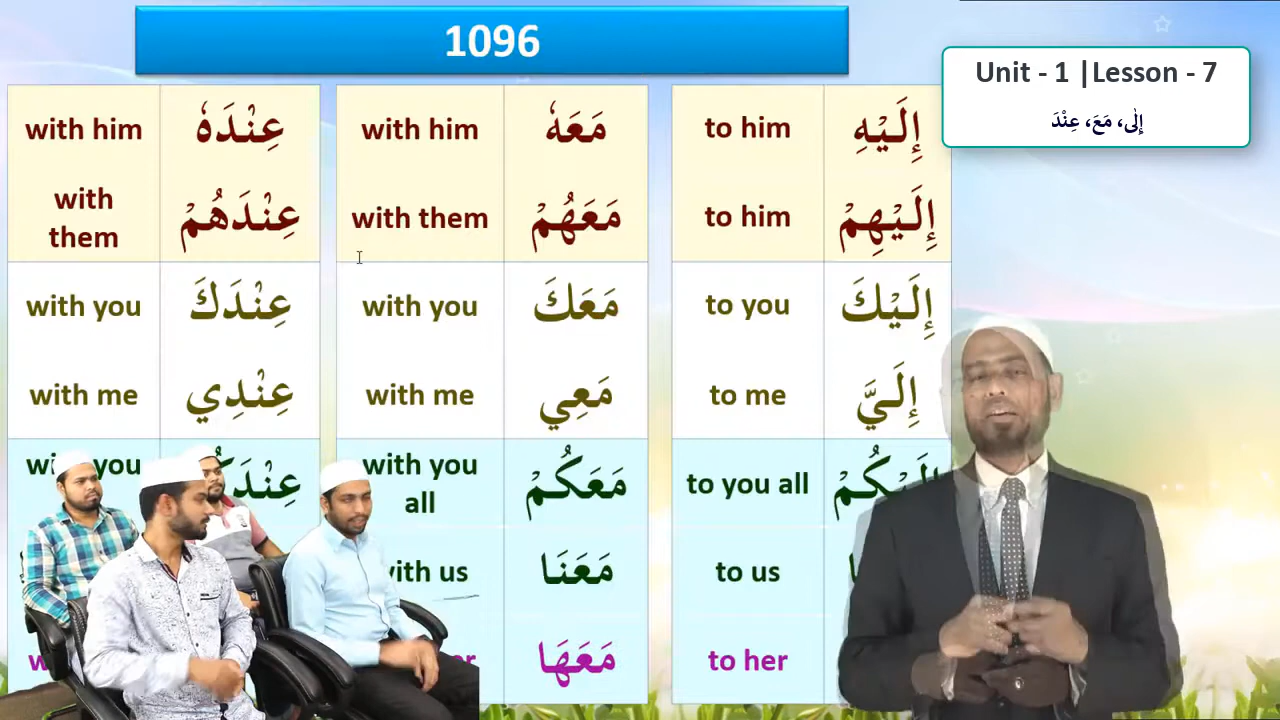 1096
Unit - 1 |Lesson - 7
إِلٰى، مَعَ، عِنْدَ
with him عِنْدَهٗ with him مَعَهٗ to him إِلَيْهِ
with them عِنْدَهُمْ with them مَعَهُمْ to him إِلَيْهِمْ
with you عِنْدَكَ with you مَعَكَ to you إِلَيْكَ
with me عِنْدِي with me مَعِي to me إِلَيَّ
you with you all مَعَكُمْ to you all إِلَيْكُمْ
us مَعَنَا to us
مَعَهَا to her